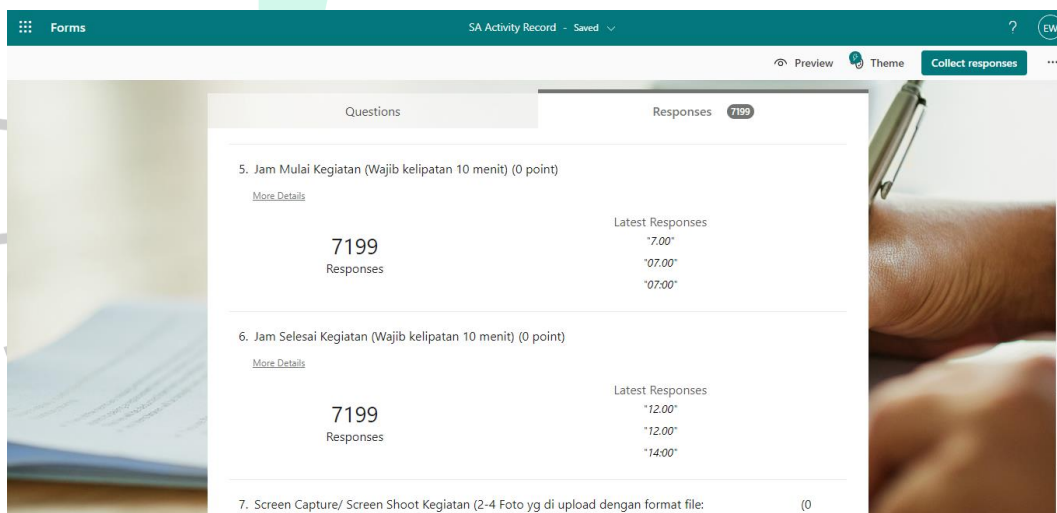 Forms
SA Activity Record - Saved
?
EW
Preview
Theme
Collect responses
...
Questions
Responses 7199
5. Jam Mulai Kegiatan (Wajib kelipatan 10 menit) (0 point)
More Details
7199
Responses
Latest Responses
"7.00"
"07.00"
"07:00"
6. Jam Selesai Kegiatan (Wajib kelipatan 10 menit) (0 point)
More Details
7199
Responses
Latest Responses
"12.00"
"12.00"
"14:00"
7. Screen Capture/ Screen Shoot Kegiatan (2-4 Foto yg di upload dengan format file: (0